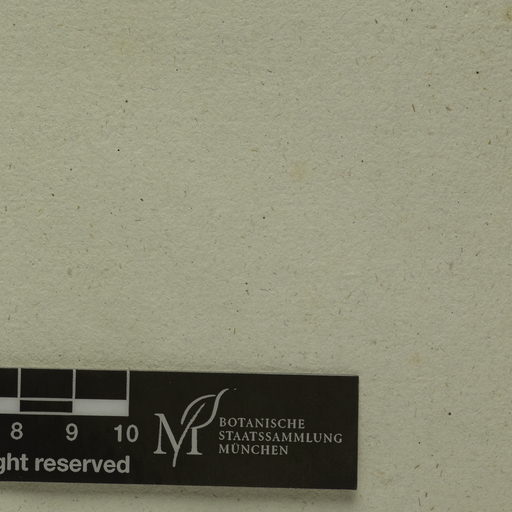 8 9 10
ght reserved
BOTANISCHE
STAATSSAMMLUNG
MÜNCHEN